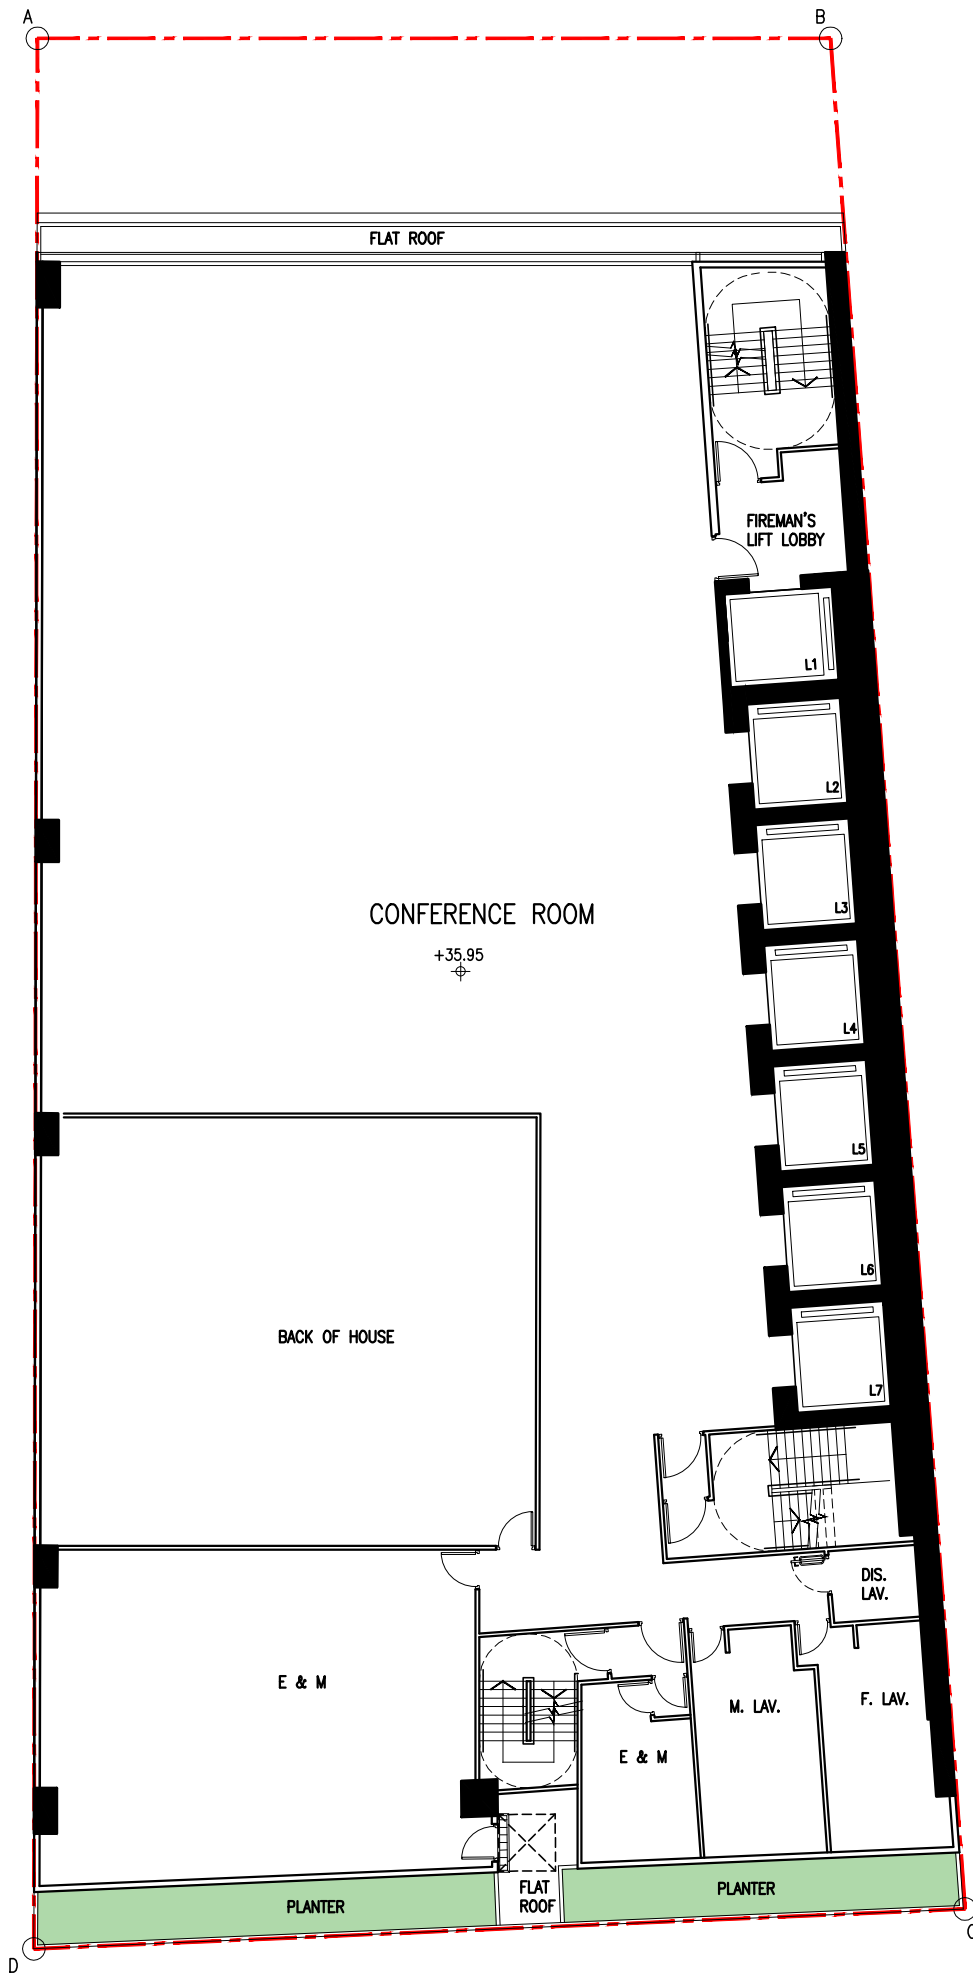 A
B
FLAT ROOF
FIREMAN'S
LIFT LOBBY
L1
L2
L3
CONFERENCE ROOM
+35.95
L4
L5
L6
BACK OF HOUSE
L7
DIS.
LAV.
E & M
F. LAV.
M. LAV.
E & M
FLAT
ROOF
PLANTER
PLANTER
C
D